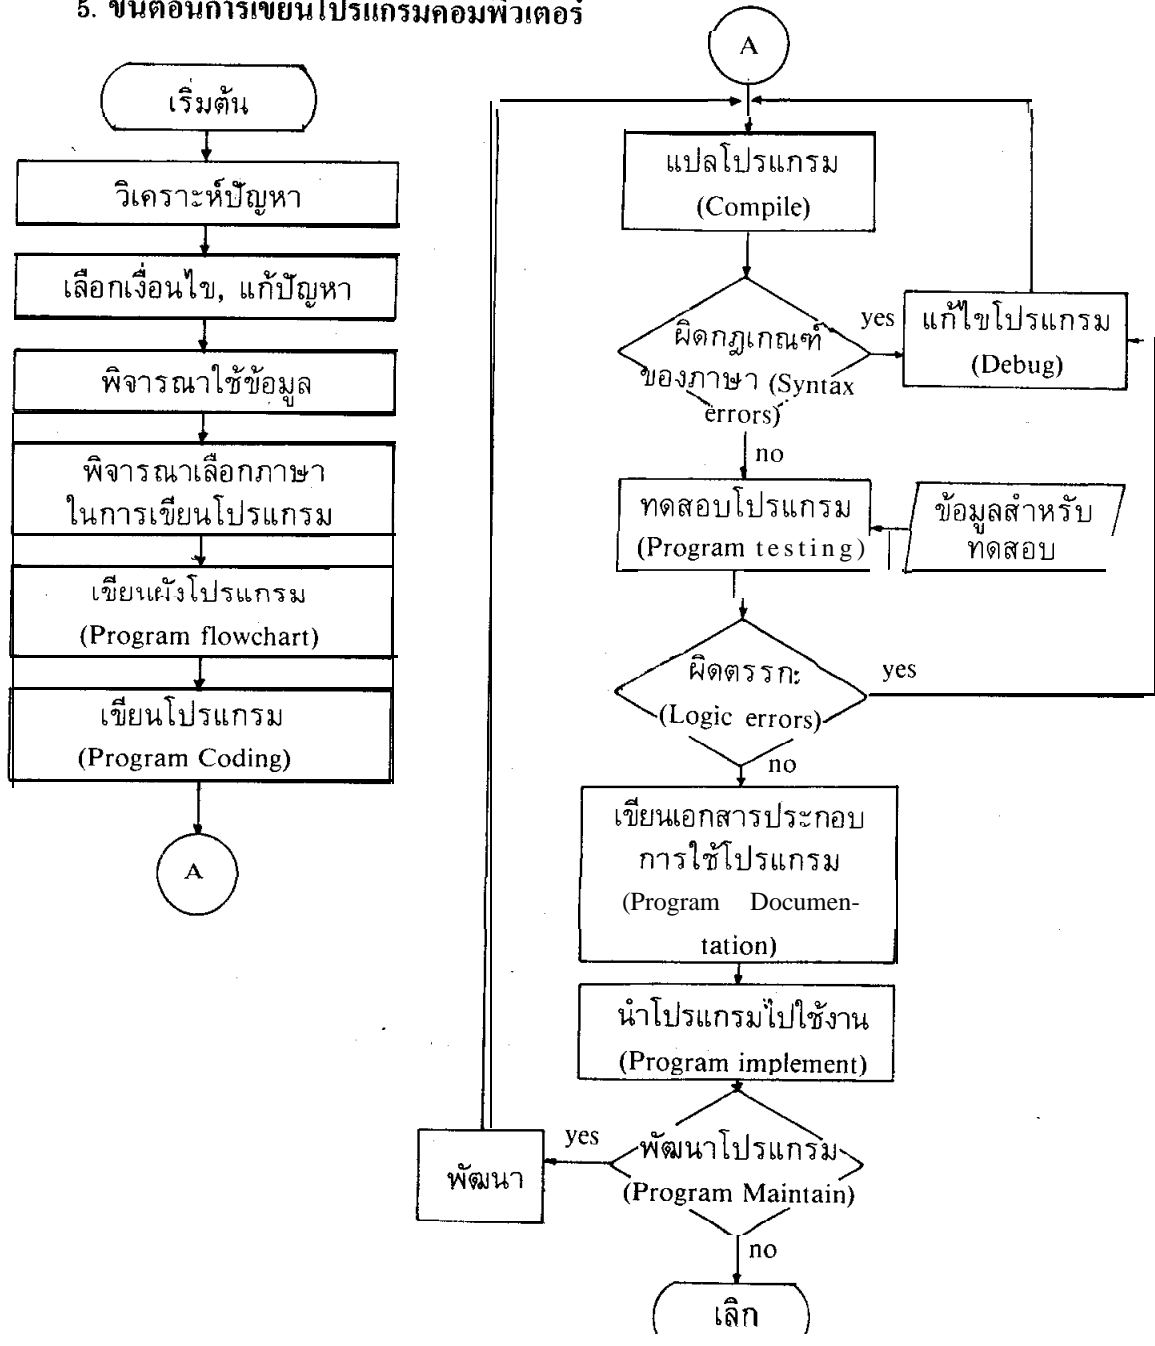 5. ขั้นตอนการเขียนโปรแกรมคอมพิวเตอร์
เริ่มต้น
วิเคราะห์ปัญหา
เลือกเงื่อนไข, แก้ปัญหา
พิจารณาใช้ข้อมูล
พิจารณาเลือกภาษา
ในการเขียนโปรแกรม
เขียนผังโปรแกรม
(Program flowchart)
เขียนโปรแกรม
(Program Coding)
A
A
แปลโปรแกรม
(Compile)
ผิดกฎเกณฑ์
ของภาษา (Syntax
errors)
yes
แก้ไขโปรแกรม
(Debug)
no
ทดสอบโปรแกรม
(Program testing)
ข้อมูลสำหรับ
ทดสอบ
ผิดตรรกะ
(Logic errors)
yes
no
เขียนเอกสารประกอบ
การใช้โปรแกรม
(Program Documen-
tation)
นำโปรแกรมไปใช้งาน
(Program implement)
พัฒนาโปรแกรม
(Program Maintain)
yes
พัฒนา
no
เลิก